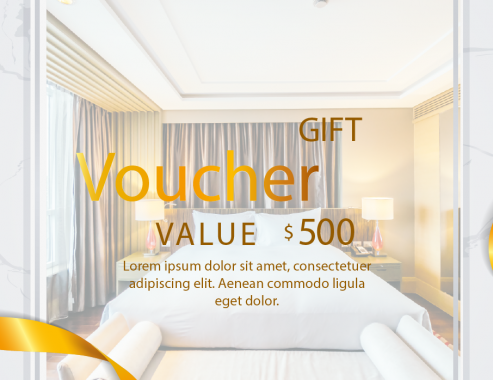 GIFT
Voucher
VALUE $500
Lorem ipsum dolor sit amet, consectetuer
adipiscing elit. Aenean commodo ligula
eget dolor.